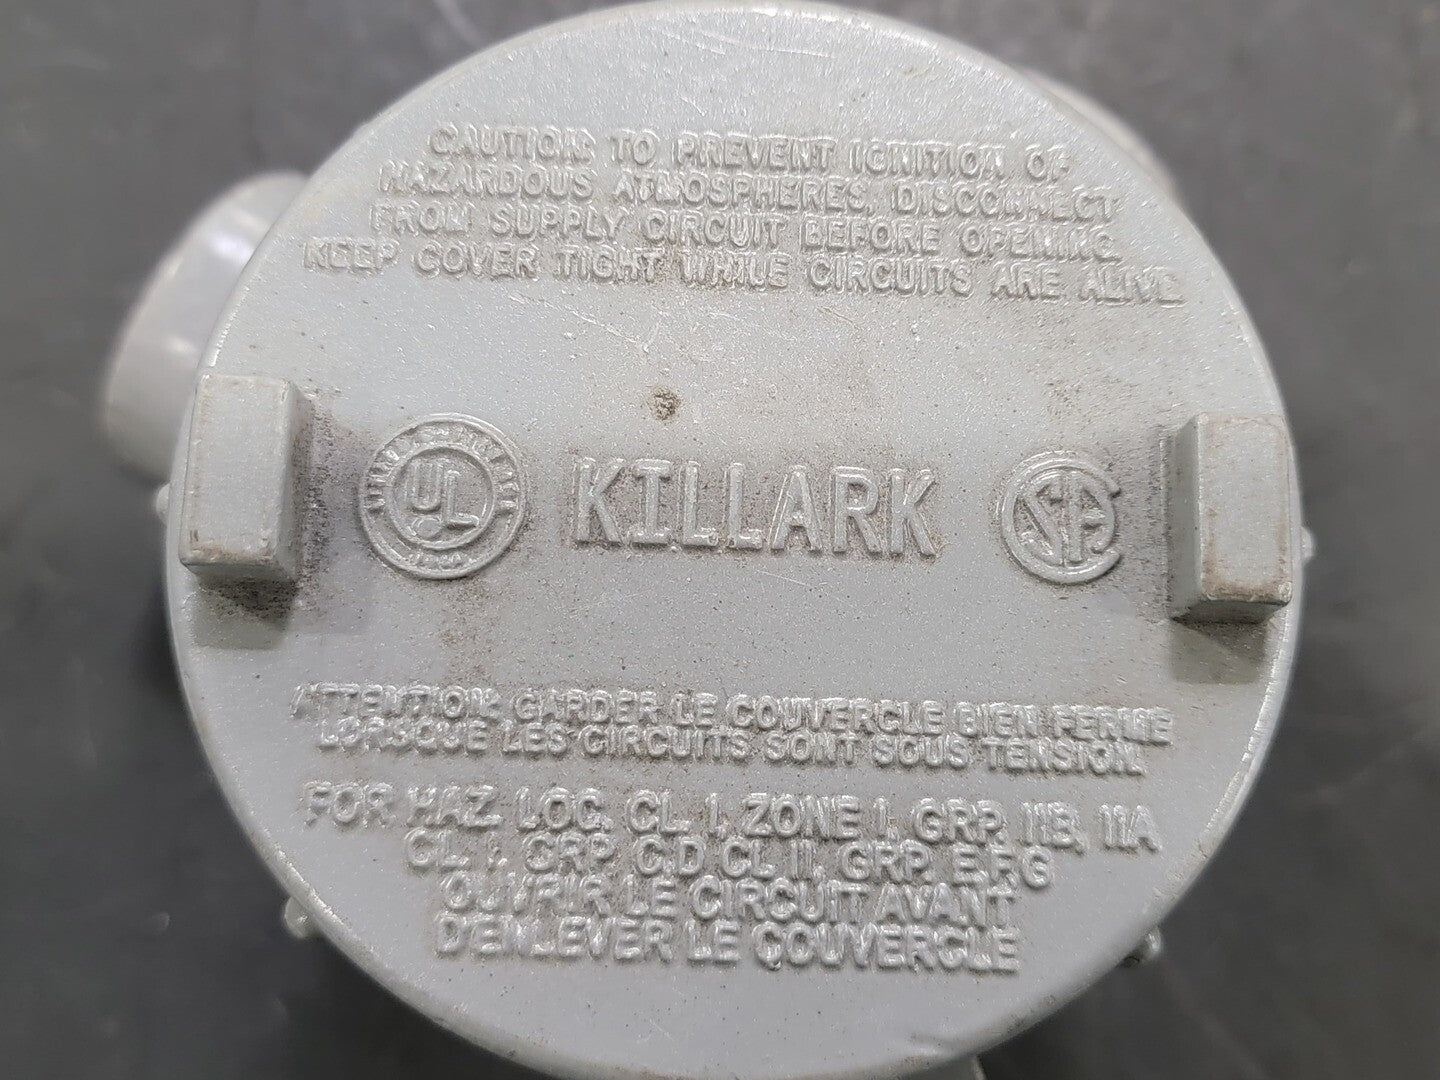 CAUTION: TO PREVENT IGNITION OF
HAZARDOUS ATMOSPHERES, DISCONNECT
FROM SUPPLY CIRCUIT BEFORE OPENING.
KEEP COVER TIGHT WHILE CIRCUITS ARE ALIVE.
UL
KILLARK
SA
ATTENTION: GARDER LE COUVERCLE BIEN FERME
LORSQUE LES CIRCUITS SONT SOUS TENSION.
FOR HAZ. LOC. CL. I, ZONE I, GRP. IIB, IIA
CL. I. GRP. C.D CL II. GRP. E.F.G
OUVRIR LE CIRCUIT AVANT
D'ENLEVER LE COUVERCLE